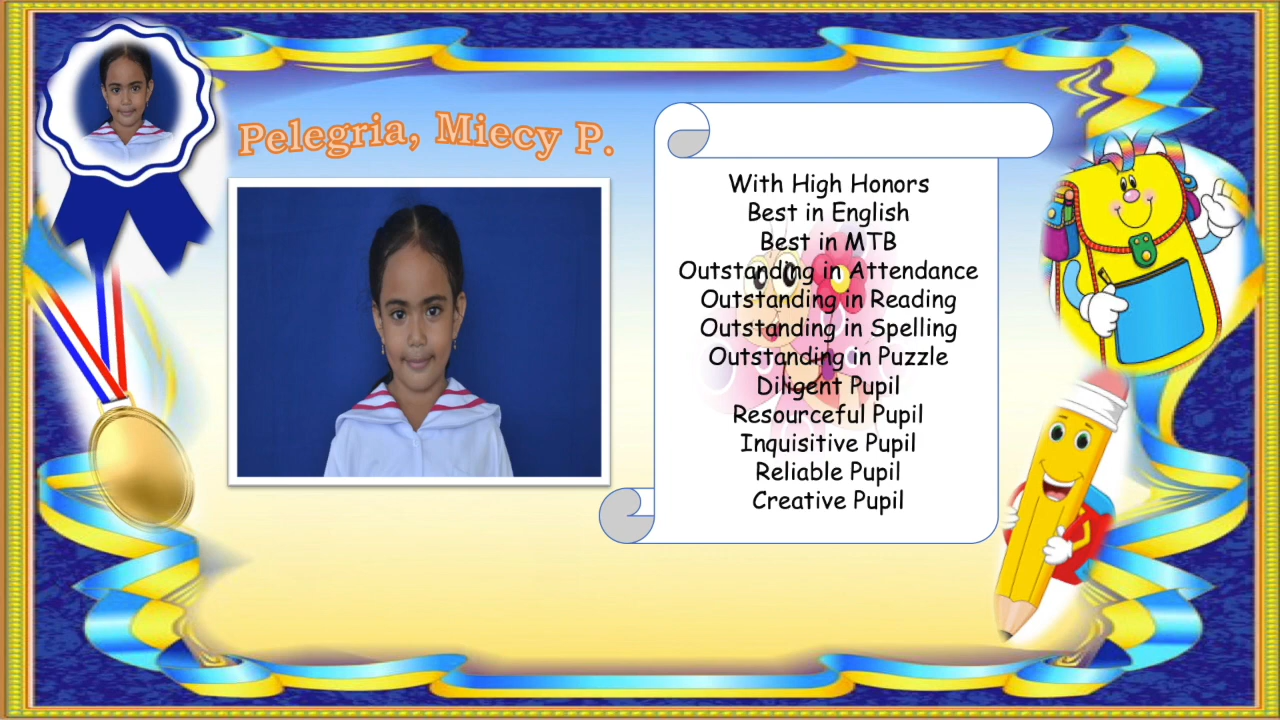 Pelegria, Miecy P.
With High Honors
Best in English
Best in MTB
Outstanding in Attendance
Outstanding in Reading
Outstanding in Spelling
Outstanding in Puzzle
Diligent Pupil
Resourceful Pupil
Inquisitive Pupil
Reliable Pupil
Creative Pupil